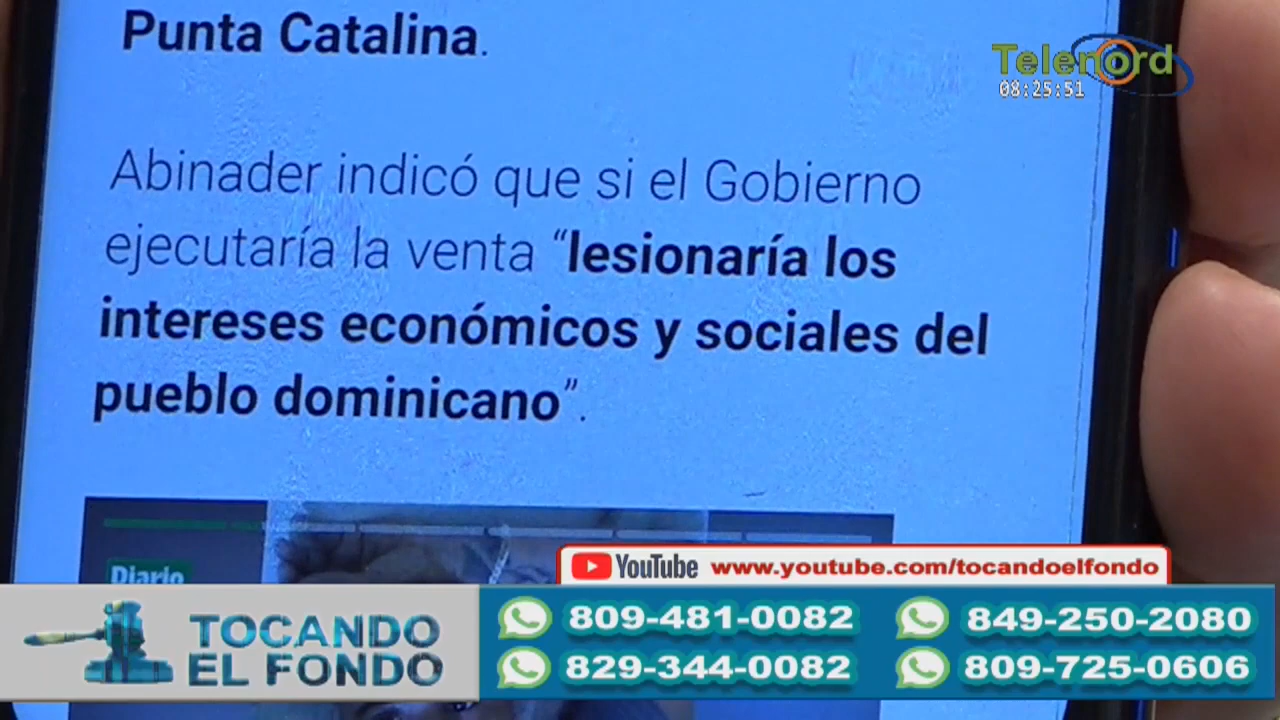 Punta Catalina.
Telenord
08:25:51
Abinader indicó que si el Gobierno
ejecutaría la venta “lesionaría los
intereses económicos y sociales del
pueblo dominicano”.
Diario
YouTube www.youtube.com/tocandoelfondo
TOCANDO
EL FONDO
809-481-0082
849-250-2080
829-344-0082
809-725-0606